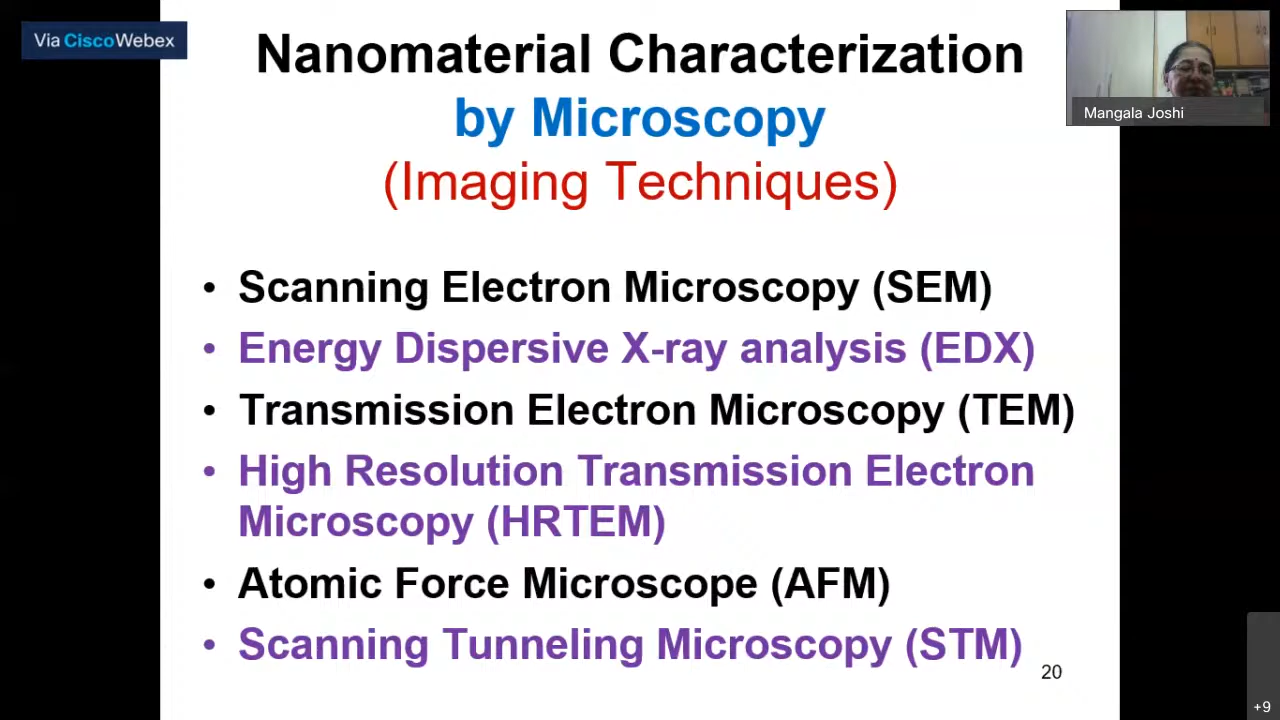 Via CiscoWebex
Nanomaterial Characterization
by Microscopy
(Imaging Techniques)
Mangala Joshi
• Scanning Electron Microscopy (SEM)
• Energy Dispersive X-ray analysis (EDX)
• Transmission Electron Microscopy (TEM)
• High Resolution Transmission Electron
Microscopy (HRTEM)
• Atomic Force Microscope (AFM)
• Scanning Tunneling Microscopy (STM)
20
+9